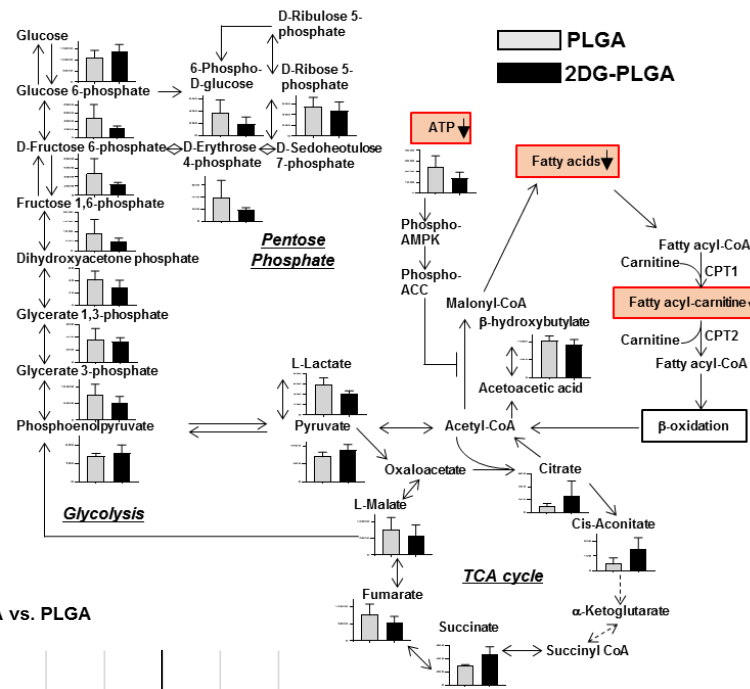 Glucose
D-Ribulose 5-
phosphate
PLGA
2DG-PLGA
6-Phospho-
D-glucose
D-Ribose 5-
phosphate
Glucose 6-phosphate
ATP
Fatty acids
D-Fructose 6-phosphate
D-Erythrose
4-phosphate
D-Sedoheotulose
7-phosphate
Fructose 1,6-phosphate
Pentose
Phosphate
Phospho-
AMPK
Fatty acyl-CoA
Carnitine
CPT1
Dihydroxyacetone phosphate
Phospho-
ACC
Malonyl-CoA
Fatty acyl-carnitine
Glycerate 1,3-phosphate
β-hydroxybutylate
Carnitine
CPT2
Fatty acyl-CoA
Glycerate 3-phosphate
L-Lactate
Acetoacetic acid
Phosphoenolpyruvate
Pyruvate
Acetyl-CoA
β-oxidation
Oxaloacetate
Citrate
Glycolysis
L-Malate
Cis-Aconitate
TCA cycle
Fumarate
α-Ketoglutarate
A vs. PLGA
Succinate
Succinyl CoA